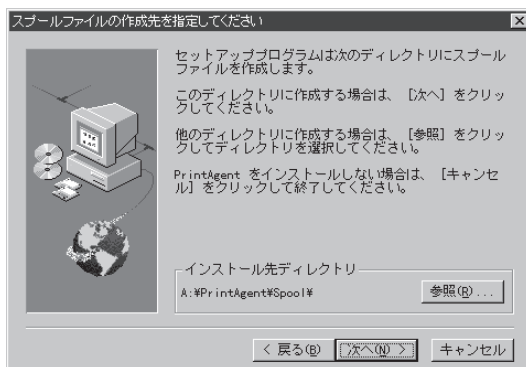 スプールファイルの作成先を指定してください
セットアッププログラムは次のディレクトリにスプール
ファイルを作成します。
このディレクトリに作成する場合は、［次へ］をクリッ
クしてください。
他のディレクトリに作成する場合は、［参照］をクリッ
クしてディレクトリを選択してください。
PrintAgent をインストールしない場合は、［キャンセ
ル］をクリックして終了してください。
インストール先ディレクトリ
A:¥PrintAgent¥Spool¥
参照(R)...
< 戻る(B)
次へ(N) >
キャンセル